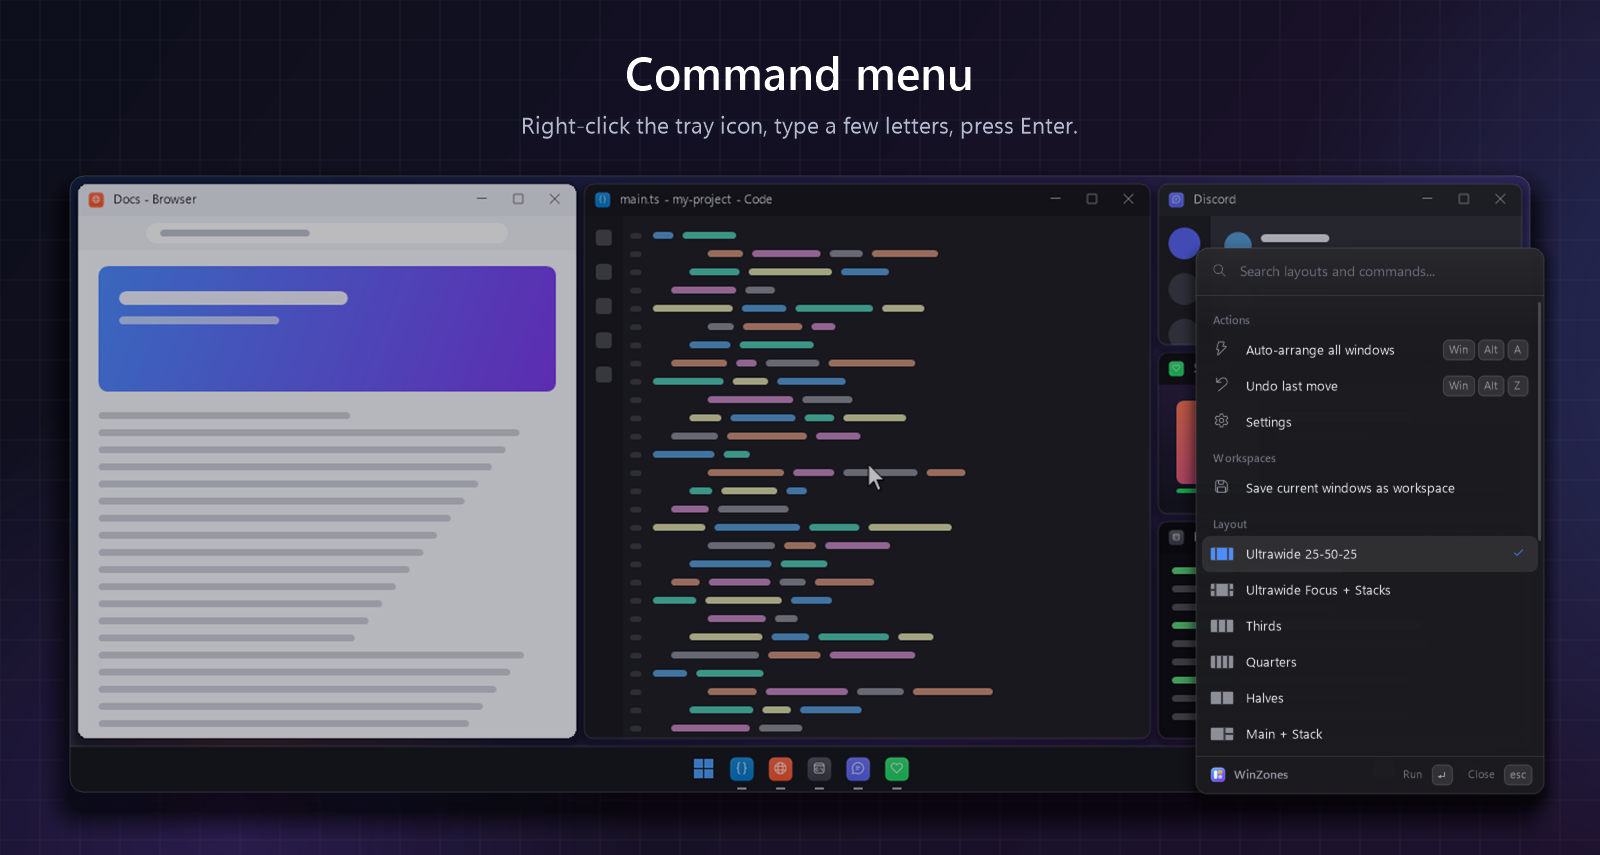 Command menu
Right-click the tray icon, type a few letters, press Enter.
Docs - Browser
main.ts - my-project - Code
Discord
Search layouts and commands...
Actions
Auto-arrange all windows Win Alt A
Undo last move Win Alt Z
Settings
Workspaces
Save current windows as workspace
Layout
Ultrawide 25-50-25
Ultrawide Focus + Stacks
Thirds
Quarters
Halves
Main + Stack
WinZones Run Close esc